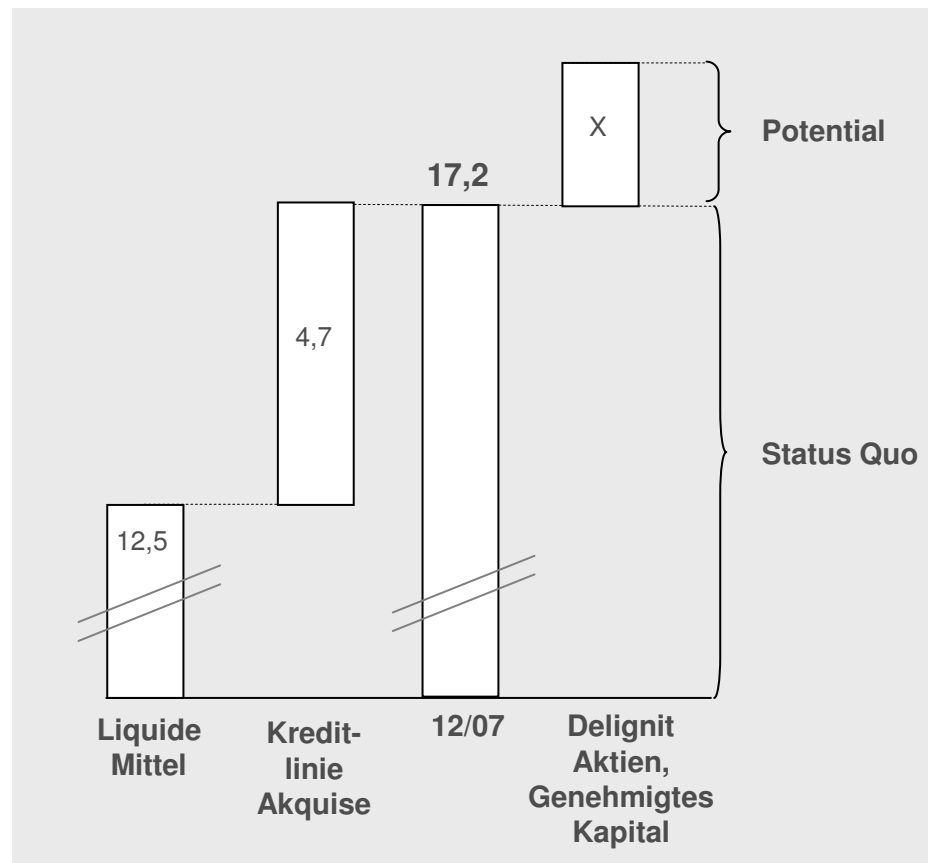 X
Potential
17,2
4,7
Status Quo
12,5
Liquide
Mittel
Kredit-
linie
Akquise
12/07
Delignit
Aktien,
Genehmigtes
Kapital